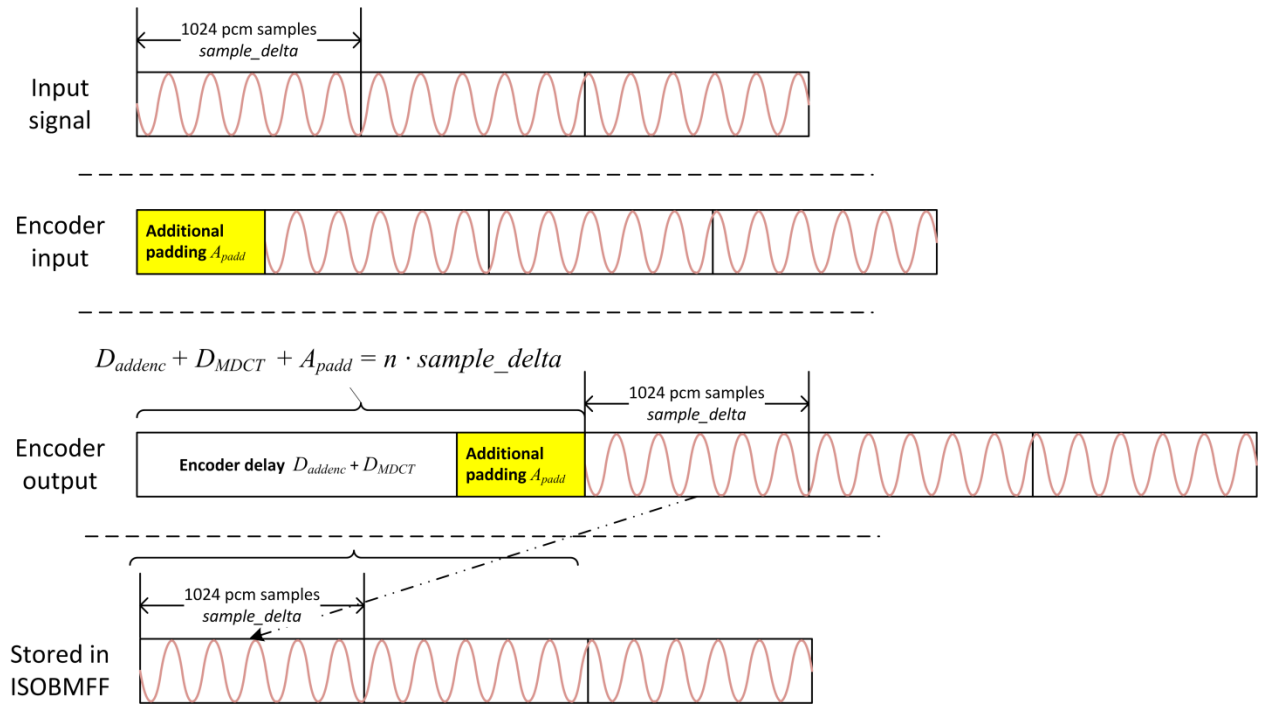 1024 pcm samples
sample_delta
Input
signal
Encoder
input
Additional
padding A_padd
D_addenc + D_MDCT + A_padd = n · sample_delta
1024 pcm samples
sample_delta
Encoder
output
Encoder delay D_addenc + D_MDCT
Additional
padding A_padd
1024 pcm samples
sample_delta
Stored in
ISOBMFF